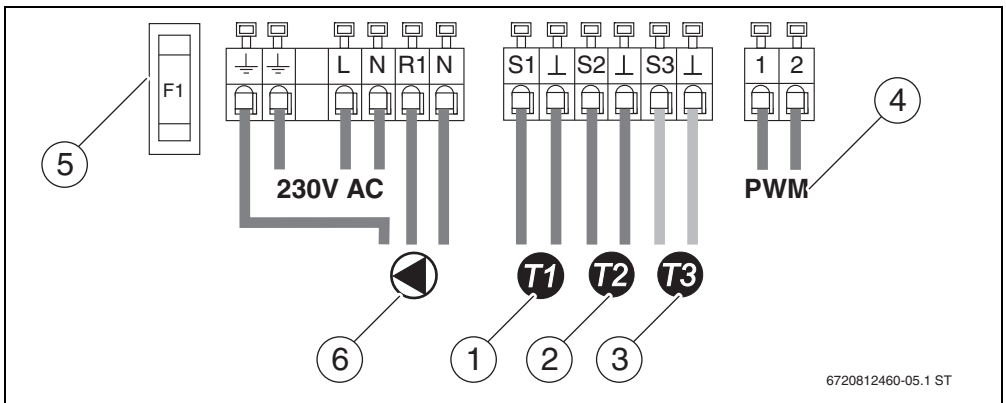 ⏚ ⏚ L N R1 N S1 ⊥ S2 ⊥ S3 ⊥ 1 2
F1
5
4
230V AC
PWM
T1 T2 T3
6 1 2 3
6720812460-05.1 ST